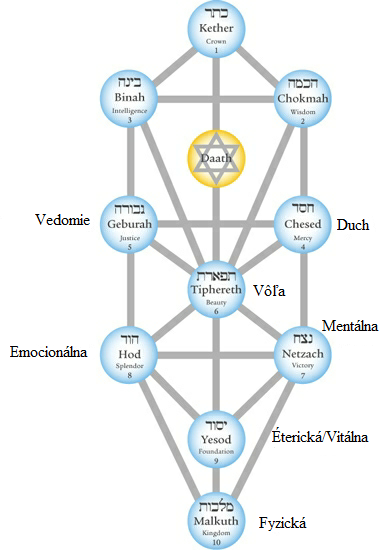 כתר
Kether
Crown
1
בינה
Binah
Intelligence
3
חכמה
Chokmah
Wisdom
2
Daath
Vedomie
גבורה
Geburah
Justice
5
חסד
Chesed
Mercy
4
Duch
תפארת
Tiphereth
Beauty
6
Vôľa
Mentálna
Emocionálna
הוד
Hod
Splendor
8
נצח
Netzach
Victory
7
יסוד
Yesod
Foundation
9
Éterická/Vitálna
מלכות
Malkuth
Kingdom
10
Fyzická